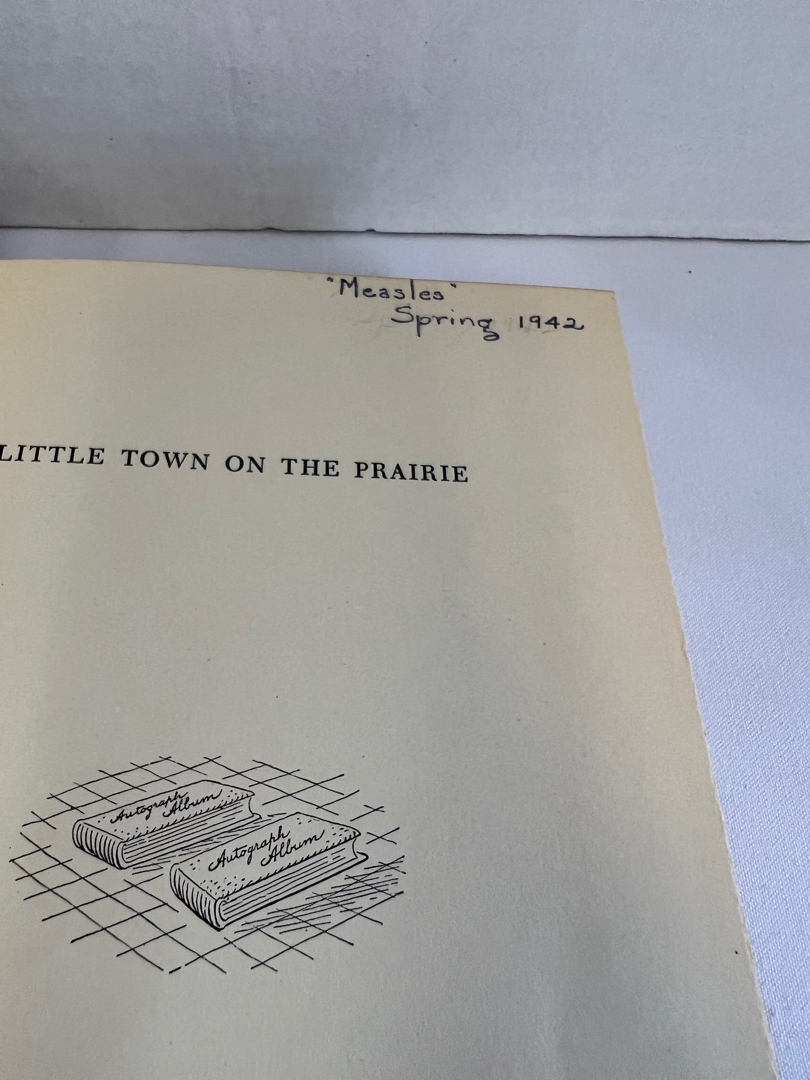 "Measles"
Spring 1942
LITTLE TOWN ON THE PRAIRIE
Autograph
Album
Autograph
Album